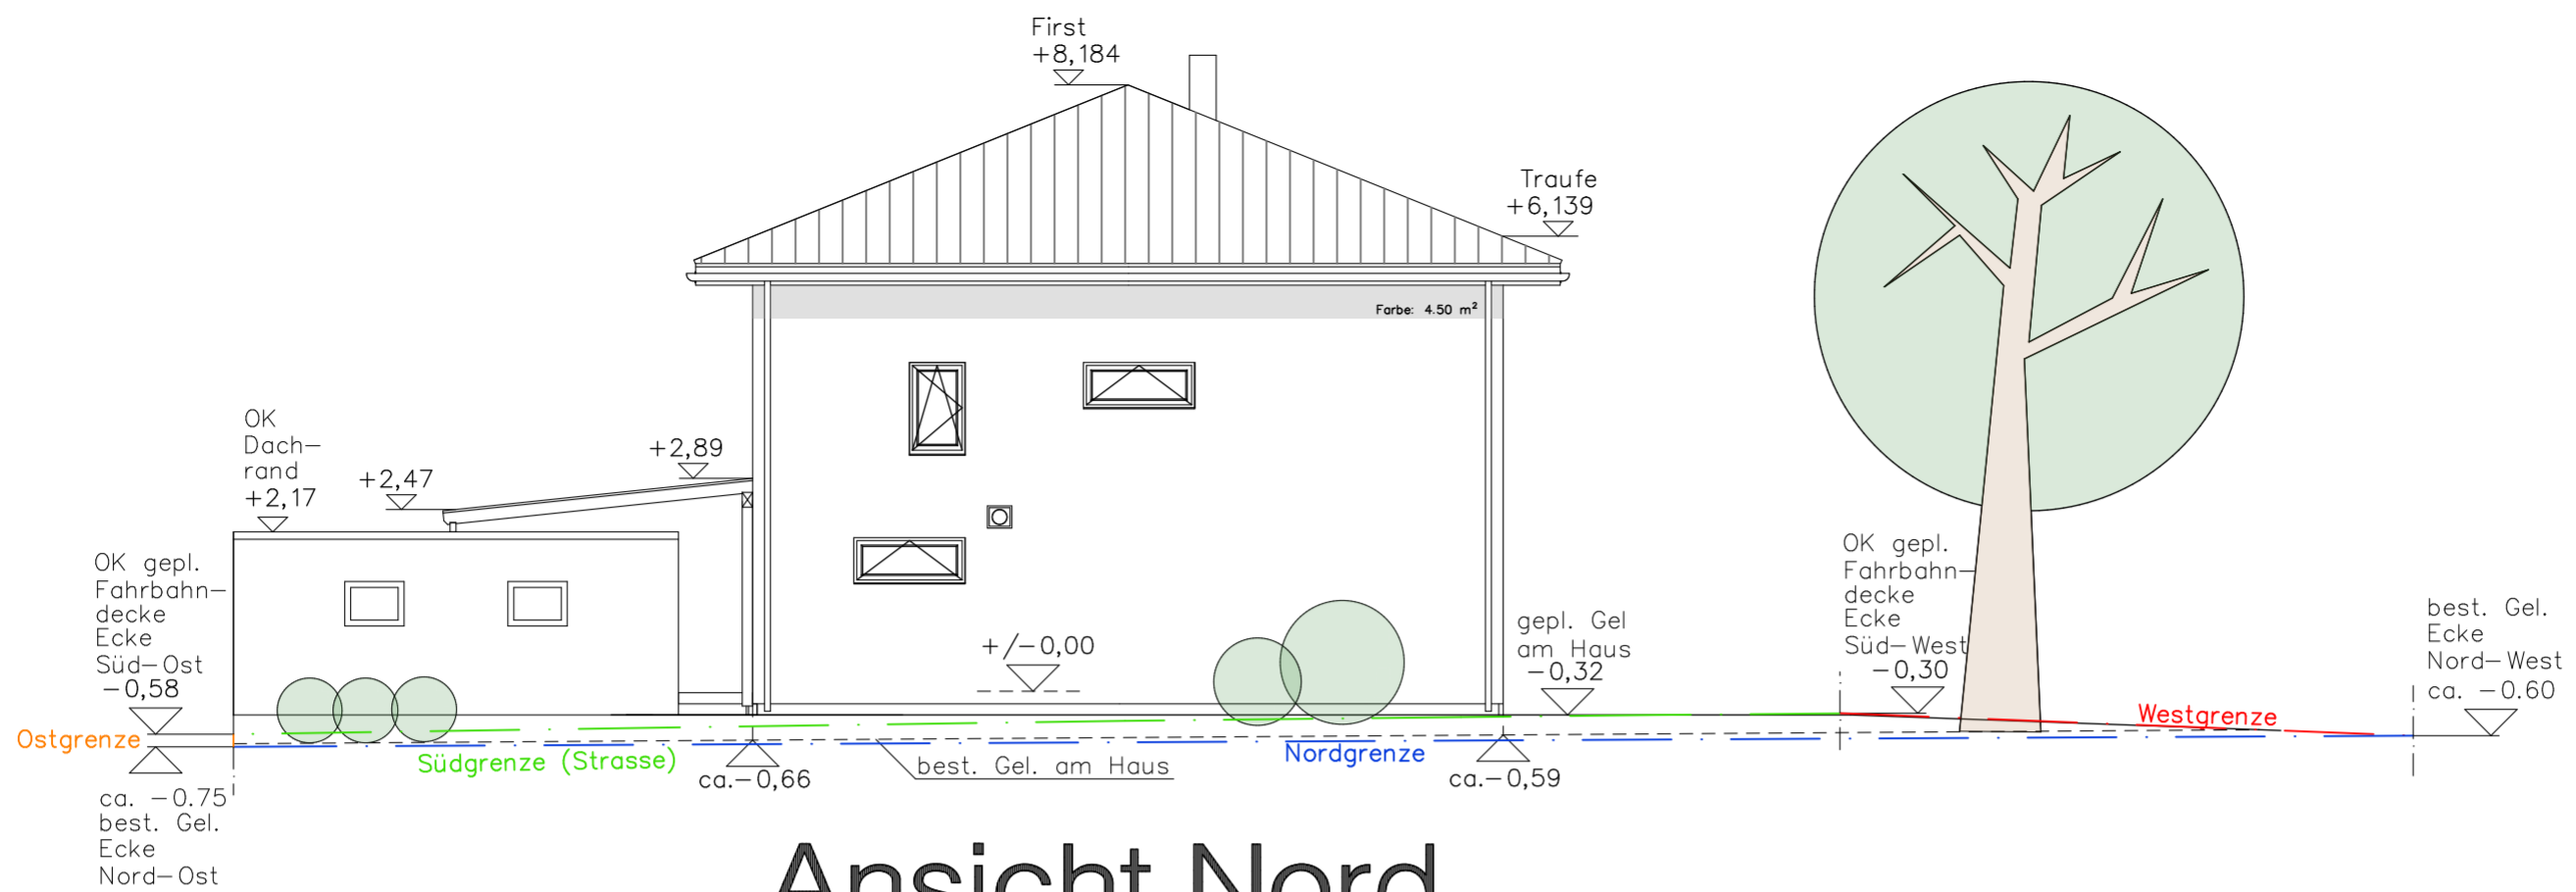 First
+8,184
Traufe
+6,139
Farbe: 4.50 m²
OK
Dach-
rand
+2,17
+2,47
+2,89
OK gepl.
Fahrbahn-
decke
Ecke
Süd-Ost
-0,58
Ostgrenze
ca. -0.75
best. Gel.
Ecke
Nord-Ost
Südgrenze (Strasse)
ca.-0,66
best. Gel. am Haus
+/-0,00
Nordgrenze
ca.-0,59
gepl. Gel
am Haus
-0,32
OK gepl.
Fahrbahn-
decke
Ecke
Süd-West
-0,30
Westgrenze
best. Gel.
Ecke
Nord-West
ca. -0.60
Ansicht Nord